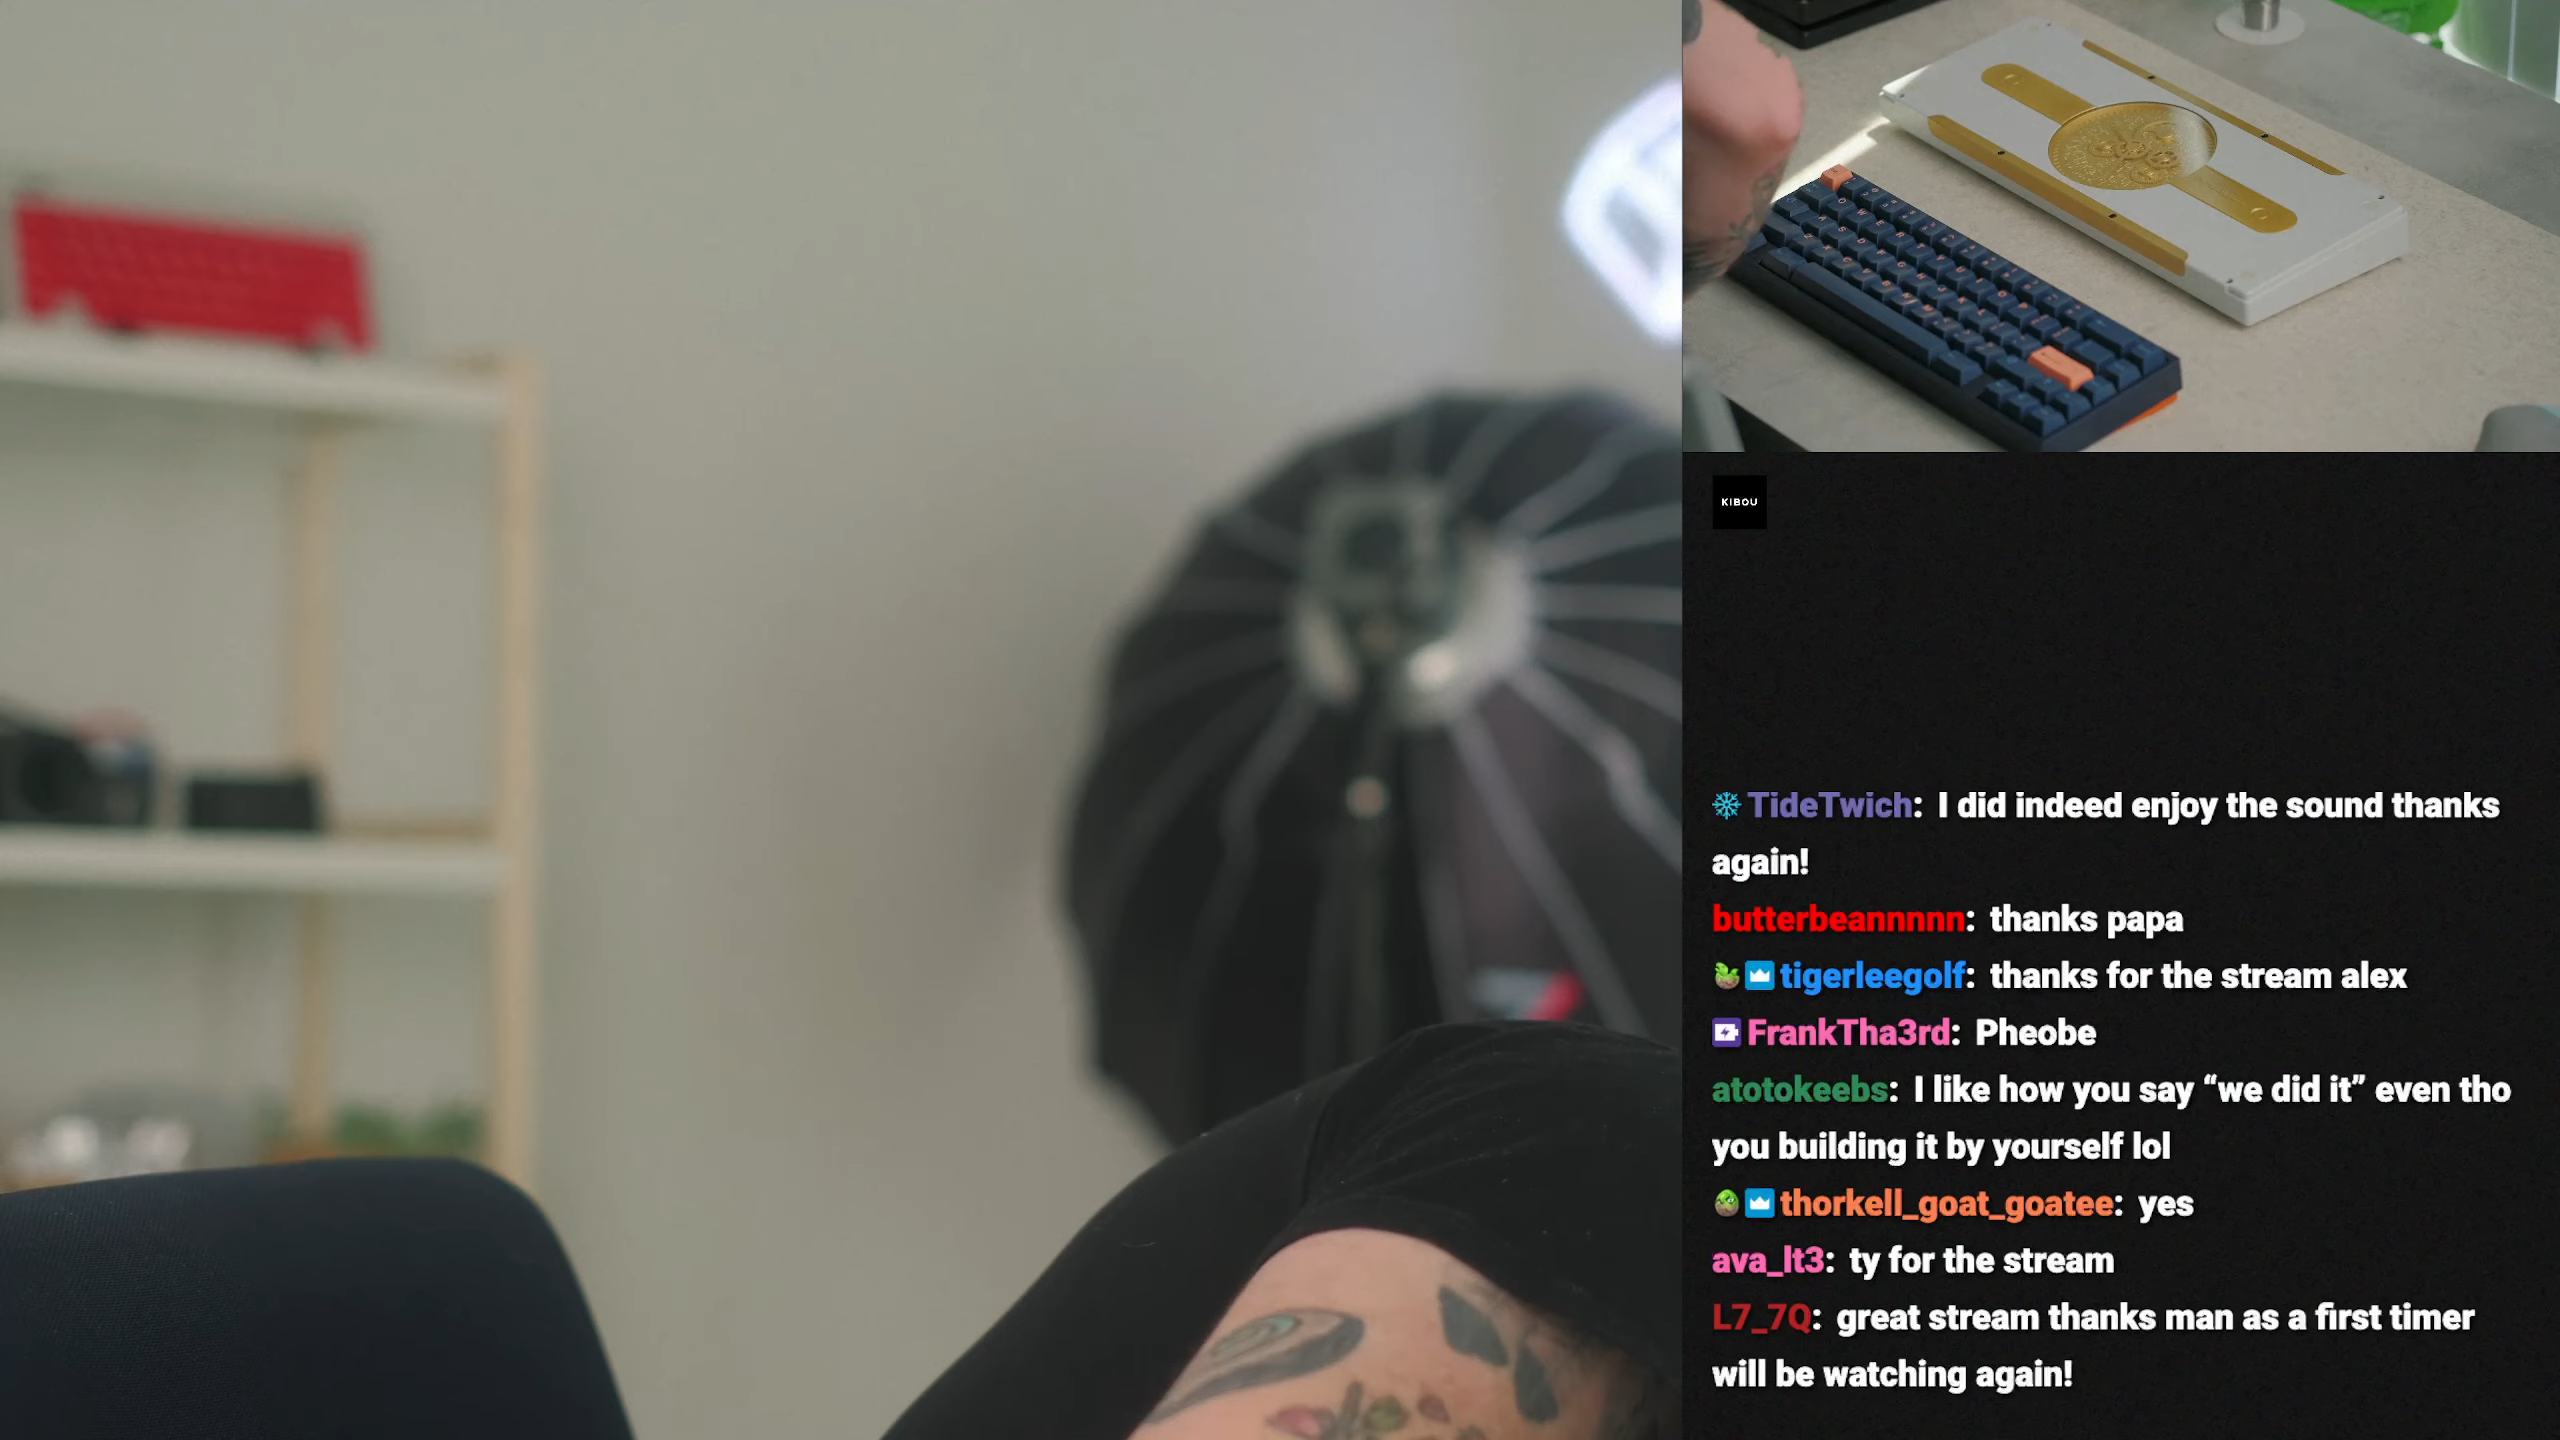 KIBOU
TideTwich: I did indeed enjoy the sound thanks
again!
butterbeannnnn: thanks papa
tigerleegolf: thanks for the stream alex
FrankTha3rd: Pheobe
atotokeebs: I like how you say “we did it” even tho
you building it by yourself lol
thorkell_goat_goatee: yes
ava_lt3: ty for the stream
L7_7Q: great stream thanks man as a first timer
will be watching again!